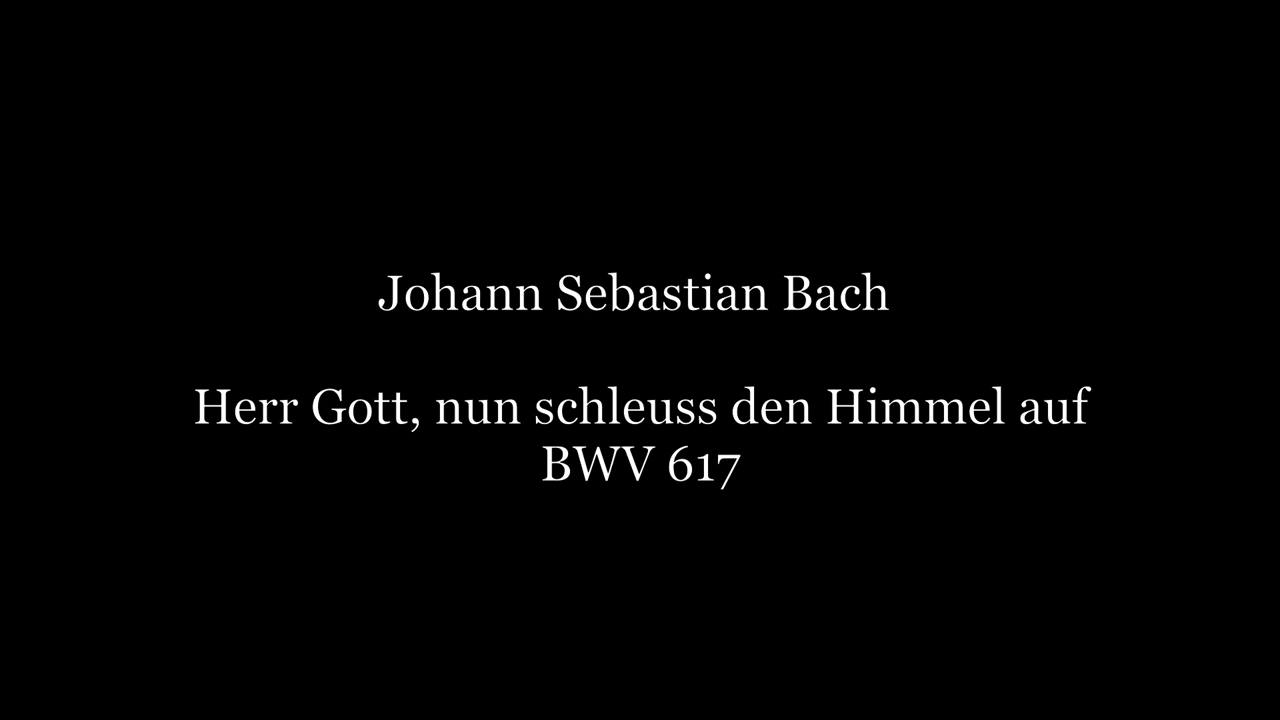 Johann Sebastian Bach
Herr Gott, nun schleuss den Himmel auf
BWV 617